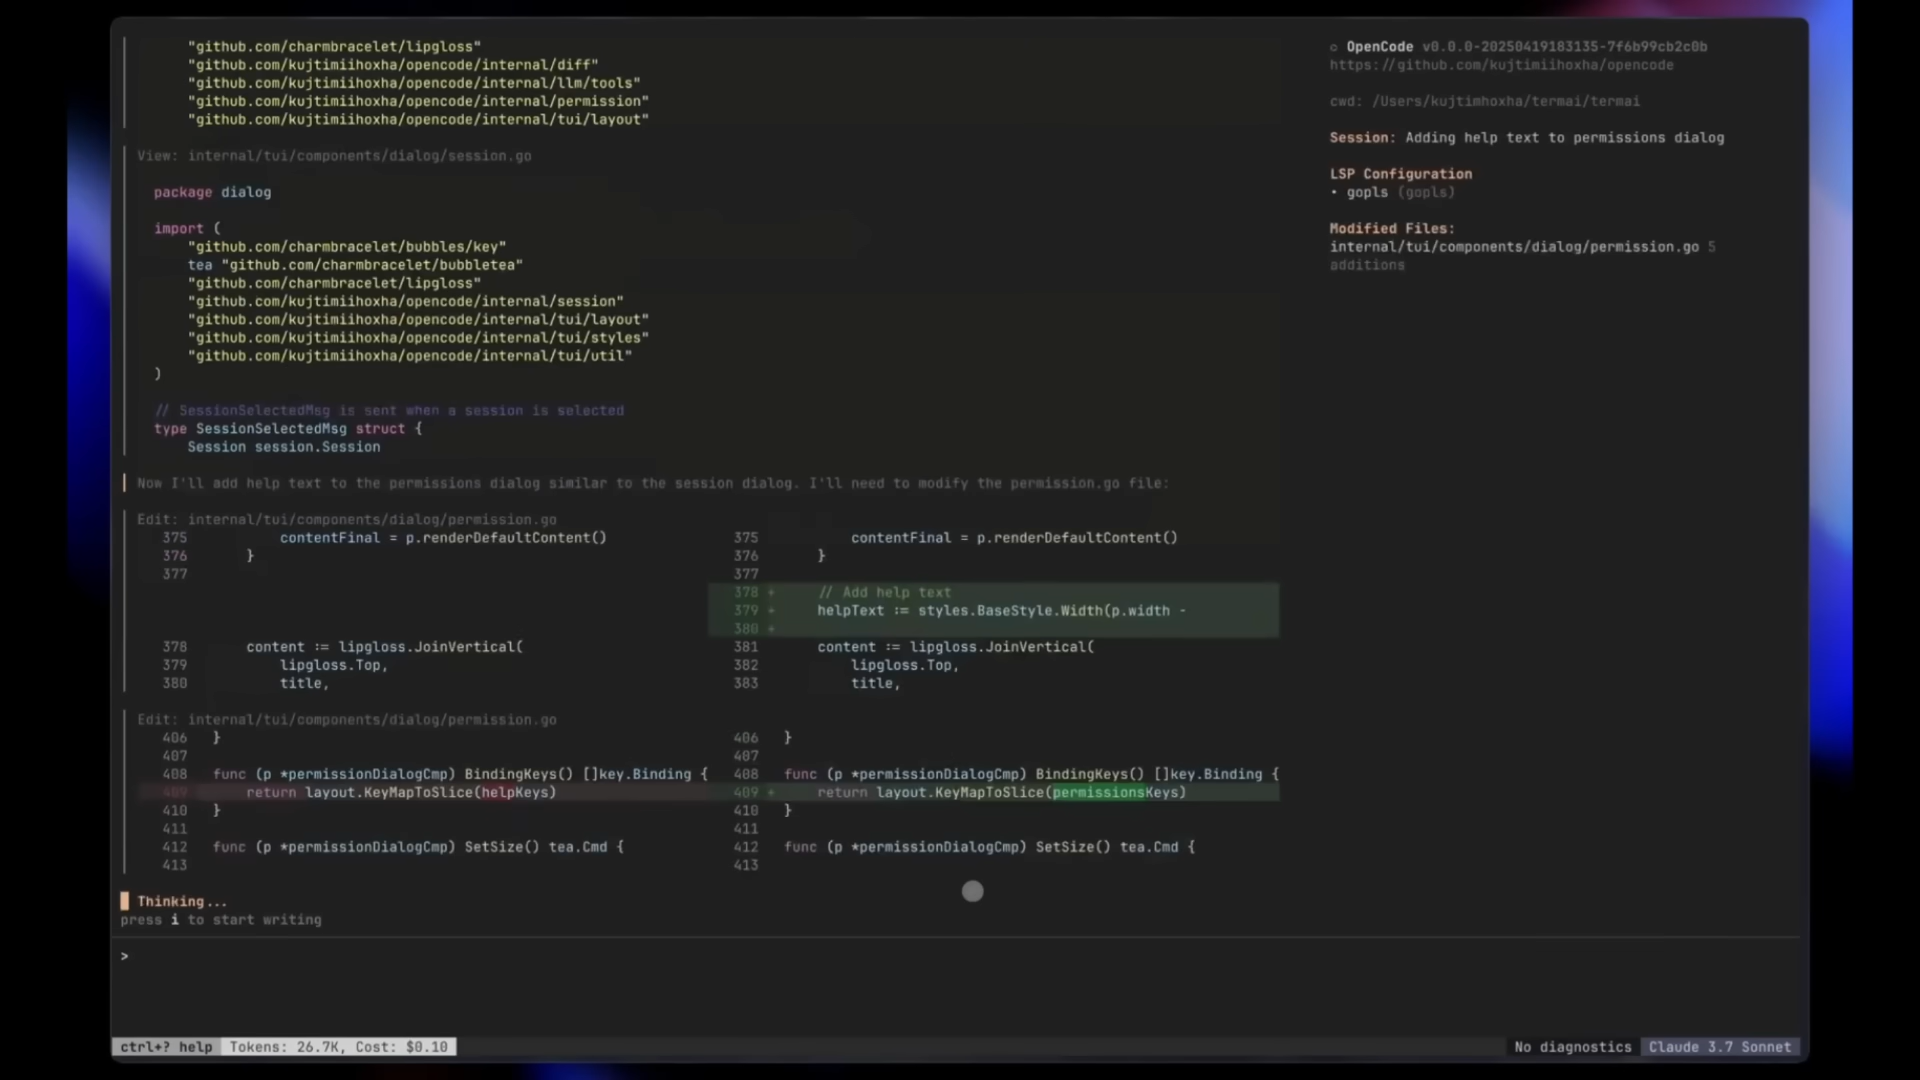 "github.com/charmbracelet/lipgloss"
"github.com/kujtimiihoxha/opencode/internal/diff"
"github.com/kujtimiihoxha/opencode/internal/llm/tools"
"github.com/kujtimiihoxha/opencode/internal/permission"
"github.com/kujtimiihoxha/opencode/internal/tui/layout"
View: internal/tui/components/dialog/session.go
package dialog
import (
"github.com/charmbracelet/bubbles/key"
tea "github.com/charmbracelet/bubbletea"
"github.com/charmbracelet/lipgloss"
"github.com/kujtimiihoxha/opencode/internal/session"
"github.com/kujtimiihoxha/opencode/internal/tui/layout"
"github.com/kujtimiihoxha/opencode/internal/tui/styles"
"github.com/kujtimiihoxha/opencode/internal/tui/util"
)
// SessionSelectedMsg is sent when a session is selected
type SessionSelectedMsg struct {
Session session.Session
Now I'll add help text to the permissions dialog similar to the session dialog. I'll need to modify the permission.go file:
Edit: internal/tui/components/dialog/permission.go
375 contentFinal = p.renderDefaultContent()
376 }
377
378 content := lipgloss.JoinVertical(
379 lipgloss.Top,
380 title,
375 contentFinal = p.renderDefaultContent()
376 }
377
378 + // Add help text
379 + helpText := styles.BaseStyle.Width(p.width -
380 +
381 content := lipgloss.JoinVertical(
382 lipgloss.Top,
383 title,
Edit: internal/tui/components/dialog/permission.go
406 }
407
408 func (p *permissionDialogCmp) BindingKeys() []key.Binding {
409 return layout.KeyMapToSlice(helpKeys)
410 }
411
412 func (p *permissionDialogCmp) SetSize() tea.Cmd {
413
406 }
407
408 func (p *permissionDialogCmp) BindingKeys() []key.Binding {
409 + return layout.KeyMapToSlice(permissionsKeys)
410 }
411
412 func (p *permissionDialogCmp) SetSize() tea.Cmd {
413
Thinking...
press i to start writing
>
ctrl+? help Tokens: 26.7K, Cost: $0.10
No diagnostics Claude 3.7 Sonnet
○ OpenCode v0.0.0-20250419183135-7f6b99cb2c0b
https://github.com/kujtimiihoxha/opencode
cwd: /Users/kujtimhoxha/termai/termai
Session: Adding help text to permissions dialog
LSP Configuration
• gopls (gopls)
Modified Files:
internal/tui/components/dialog/permission.go 5
additions